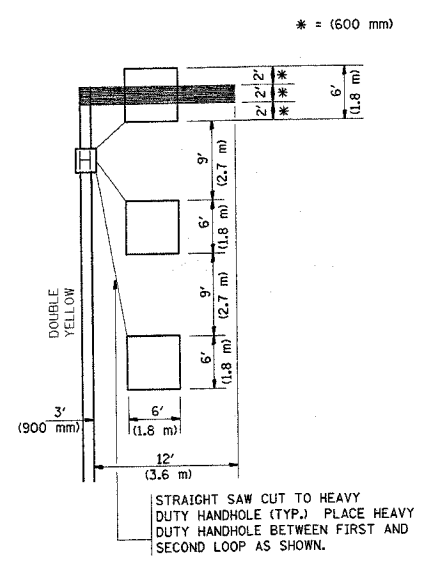 * = (600 mm)
2' *
2' *
2' *
6'
(1.8 m)
H
9'
(2.7 m)
6'
(1.8 m)
9'
(2.7 m)
6'
(1.8 m)
DOUBLE
YELLOW
3'
(900 mm)
6'
(1.8 m)
12'
(3.6 m)
STRAIGHT SAW CUT TO HEAVY
DUTY HANDHOLE (TYP.) PLACE HEAVY
DUTY HANDHOLE BETWEEN FIRST AND
SECOND LOOP AS SHOWN.